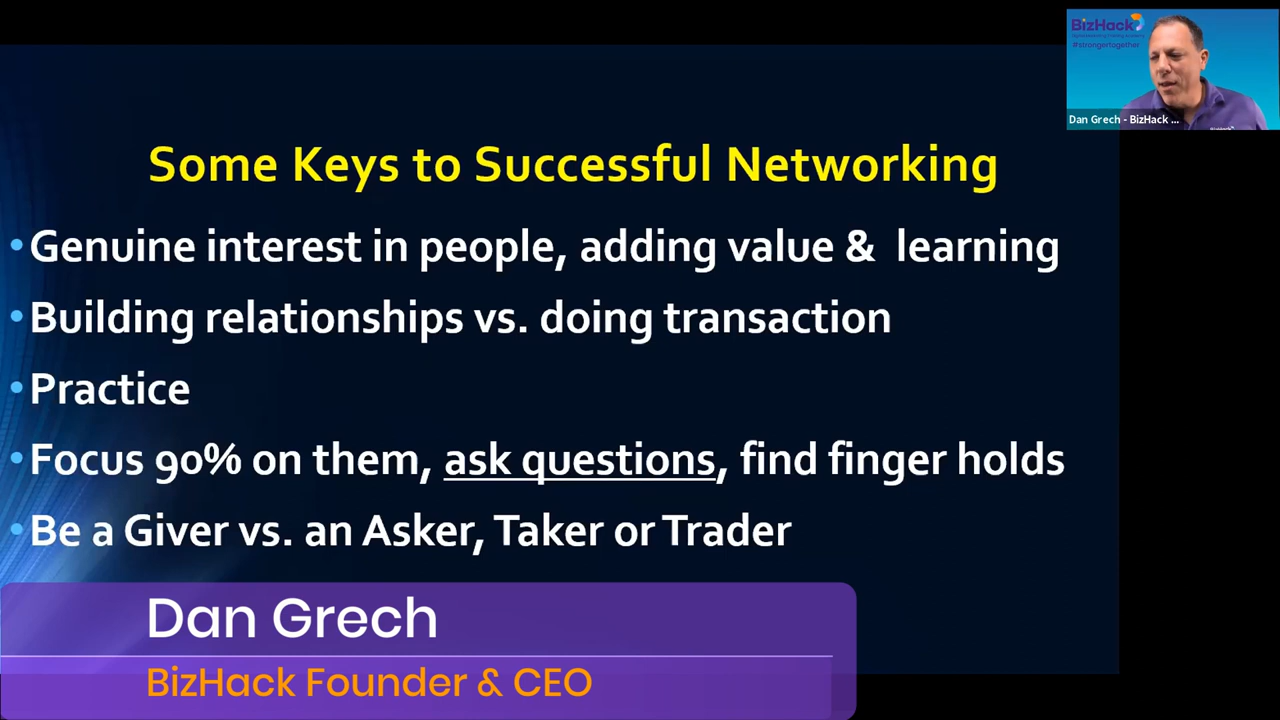 BizHack
#strongertogether
Dan Grech - BizHack ...
Some Keys to Successful Networking
• Genuine interest in people, adding value & learning
• Building relationships vs. doing transaction
• Practice
• Focus 90% on them, ask questions, find finger holds
• Be a Giver vs. an Asker, Taker or Trader
Dan Grech
BizHack Founder & CEO